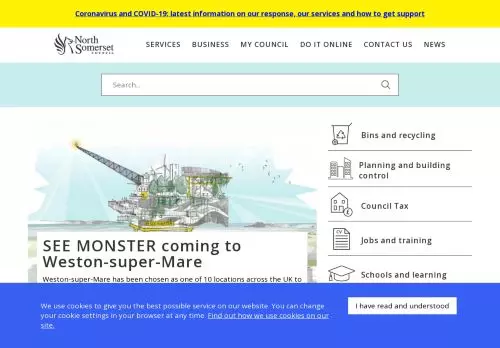 Coronavirus and COVID-19: latest information on our response, our services and how to get support
North
Somerset
COUNCIL
SERVICES BUSINESS MY COUNCIL DO IT ONLINE CONTACT US NEWS
Search...
SEE MONSTER coming to
Weston-super-Mare
Weston-super-Mare has been chosen as one of 10 locations across the UK to
Bins and recycling
Planning and building
control
Council Tax
CV
Jobs and training
Schools and learning
We use cookies to give you the best possible service on our website. You can change
your cookie settings in your browser at any time. Find out how we use cookies on our
site.
I have read and understood